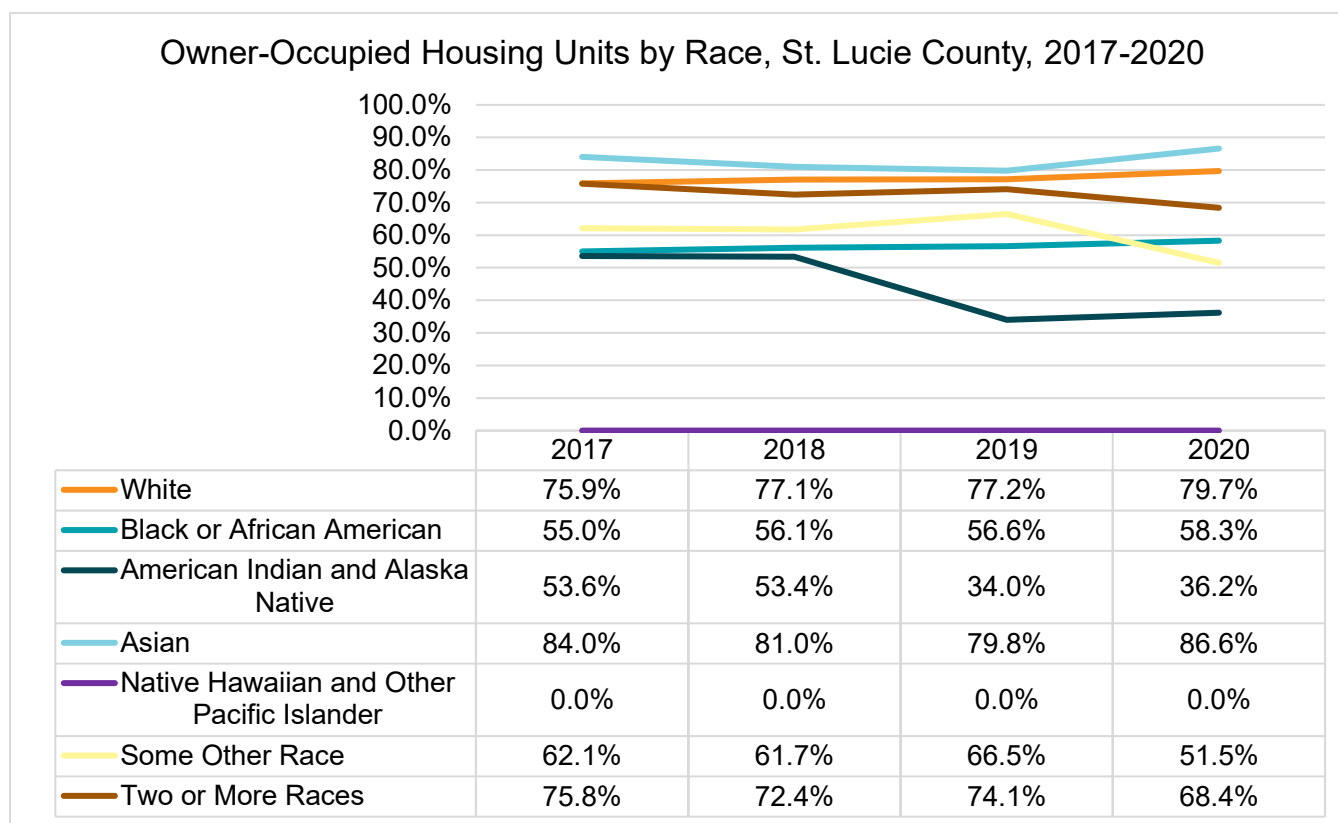 Owner-Occupied Housing Units by Race, St. Lucie County, 2017-2020
100.0%
90.0%
80.0%
70.0%
60.0%
50.0%
40.0%
30.0%
20.0%
10.0%
0.0%
2017 2018 2019 2020
White 75.9% 77.1% 77.2% 79.7%
Black or African American 55.0% 56.1% 56.6% 58.3%
American Indian and Alaska
Native 53.6% 53.4% 34.0% 36.2%
Asian 84.0% 81.0% 79.8% 86.6%
Native Hawaiian and Other
Pacific Islander 0.0% 0.0% 0.0% 0.0%
Some Other Race 62.1% 61.7% 66.5% 51.5%
Two or More Races 75.8% 72.4% 74.1% 68.4%